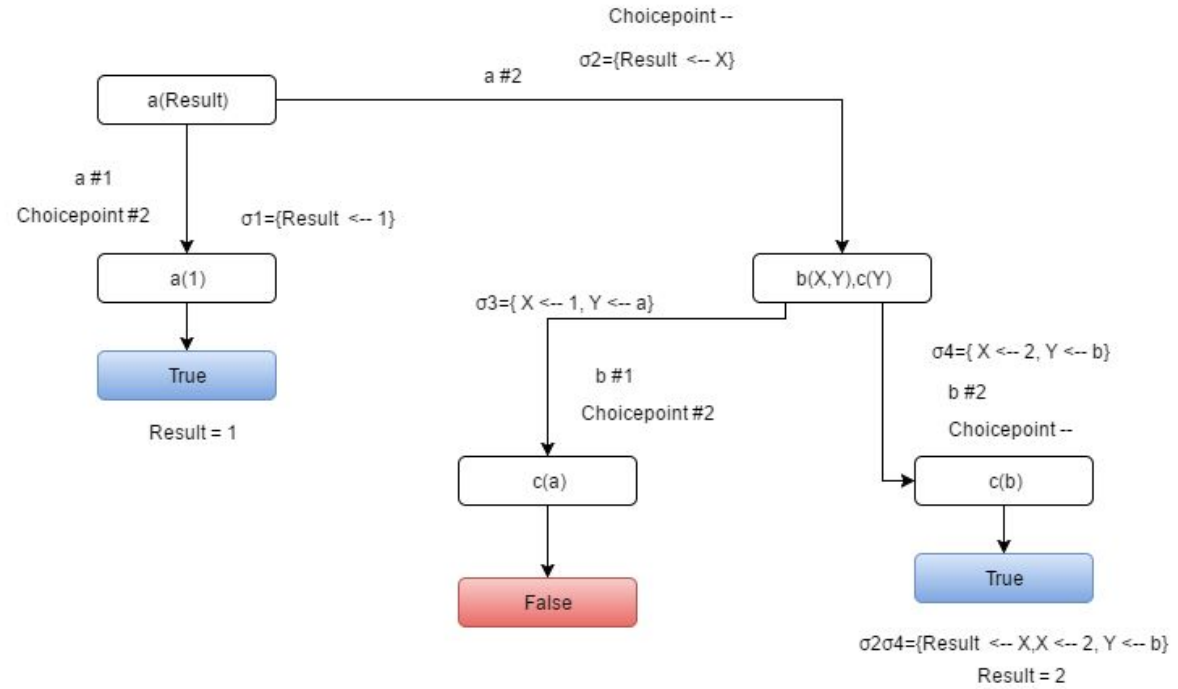 Choicepoint --
σ2={Result <-- X}
a #2
a(Result)
a #1
Choicepoint #2
σ1={Result <-- 1}
a(1)
b(X,Y),c(Y)
σ3={ X <-- 1, Y <-- a}
True
σ4={ X <-- 2, Y <-- b}
b #1
b #2
Choicepoint #2
Choicepoint --
Result = 1
c(a)
c(b)
False
True
σ2σ4={Result <-- X,X <-- 2, Y <-- b}
Result = 2